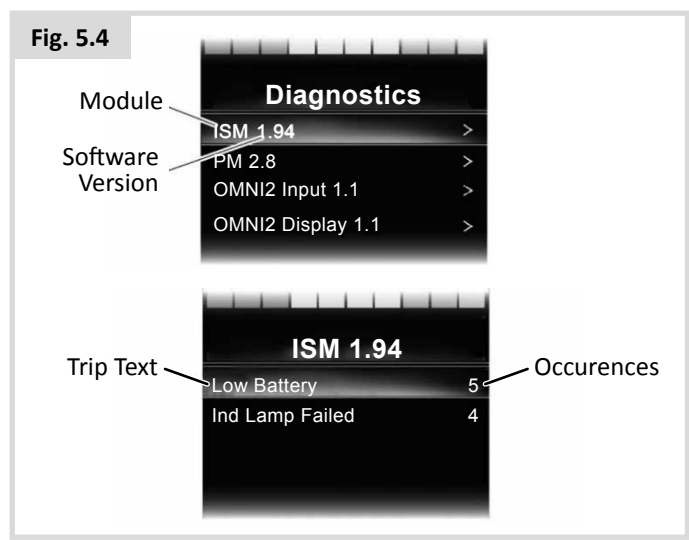 Fig. 5.4
Diagnostics
Module
ISM 1.94 >
Software
Version
PM 2.8 >
OMNI2 Input 1.1 >
OMNI2 Display 1.1 >
ISM 1.94
Trip Text
Low Battery 5
Occurences
Ind Lamp Failed 4